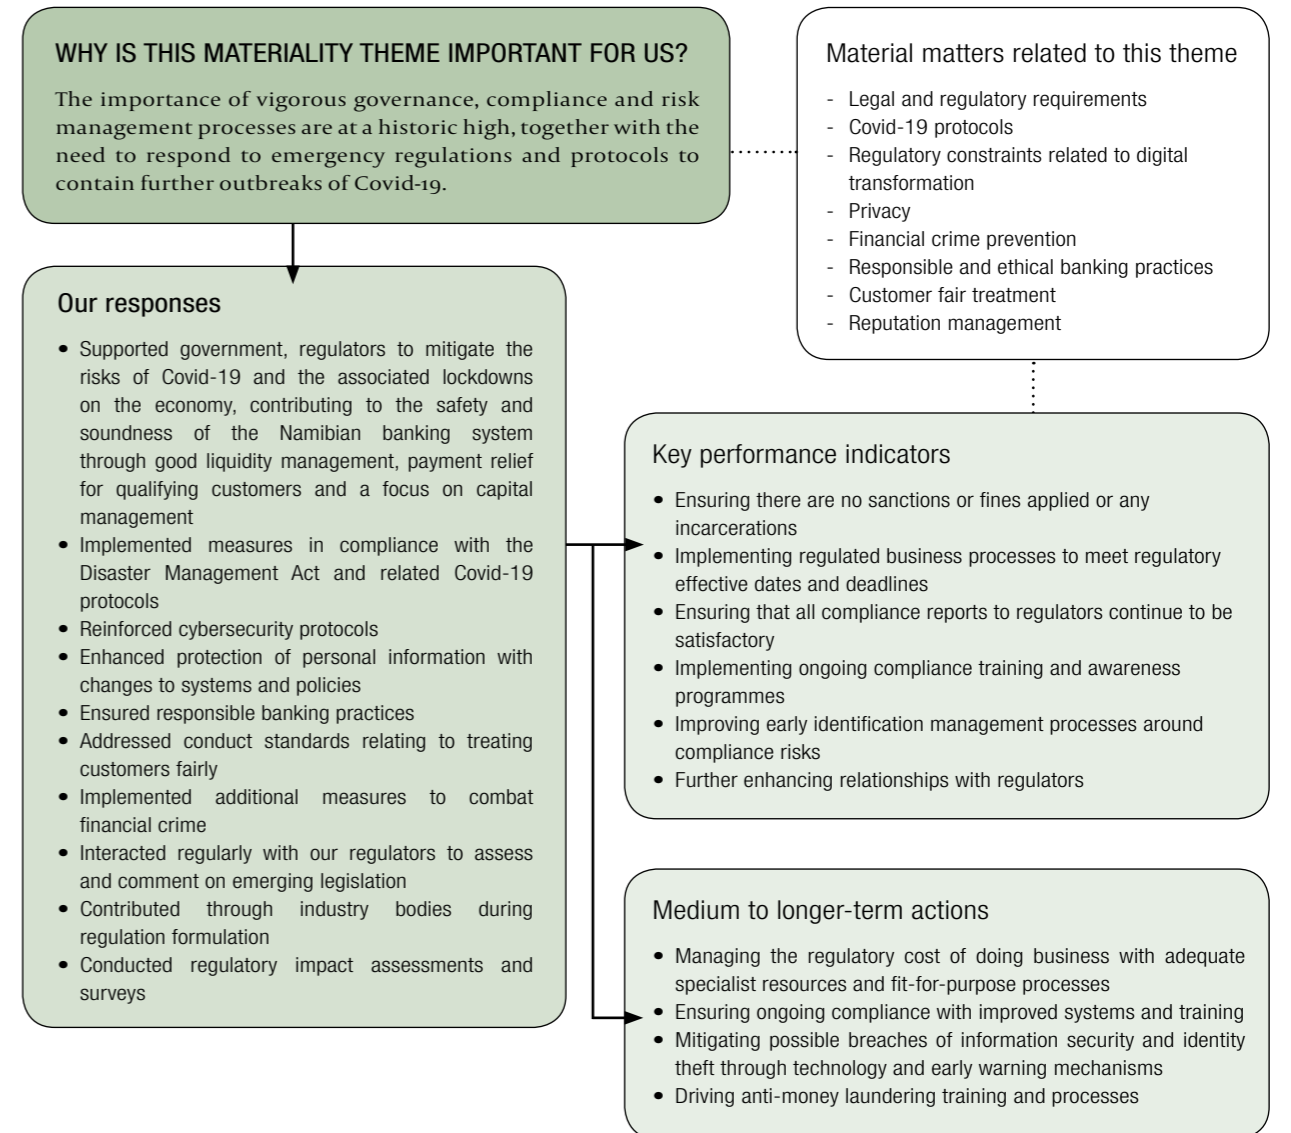 WHY IS THIS MATERIALITY THEME IMPORTANT FOR US?
The importance of vigorous governance, compliance and risk
management processes are at a historic high, together with the
need to respond to emergency regulations and protocols to
contain further outbreaks of Covid-19.
Material matters related to this theme
- Legal and regulatory requirements
- Covid-19 protocols
- Regulatory constraints related to digital
transformation
- Privacy
- Financial crime prevention
- Responsible and ethical banking practices
- Customer fair treatment
- Reputation management
Our responses
• Supported government, regulators to mitigate the
risks of Covid-19 and the associated lockdowns
on the economy, contributing to the safety and
soundness of the Namibian banking system
through good liquidity management, payment relief
for qualifying customers and a focus on capital
management
• Implemented measures in compliance with the
Disaster Management Act and related Covid-19
protocols
• Reinforced cybersecurity protocols
• Enhanced protection of personal information with
changes to systems and policies
• Ensured responsible banking practices
• Addressed conduct standards relating to treating
customers fairly
• Implemented additional measures to combat
financial crime
• Interacted regularly with our regulators to assess
and comment on emerging legislation
• Contributed through industry bodies during
regulation formulation
• Conducted regulatory impact assessments and
surveys
Key performance indicators
• Ensuring there are no sanctions or fines applied or any
incarcerations
• Implementing regulated business processes to meet regulatory
effective dates and deadlines
• Ensuring that all compliance reports to regulators continue to be
satisfactory
• Implementing ongoing compliance training and awareness
programmes
• Improving early identification management processes around
compliance risks
• Further enhancing relationships with regulators
Medium to longer-term actions
• Managing the regulatory cost of doing business with adequate
specialist resources and fit-for-purpose processes
• Ensuring ongoing compliance with improved systems and training
• Mitigating possible breaches of information security and identity
theft through technology and early warning mechanisms
• Driving anti-money laundering training and processes